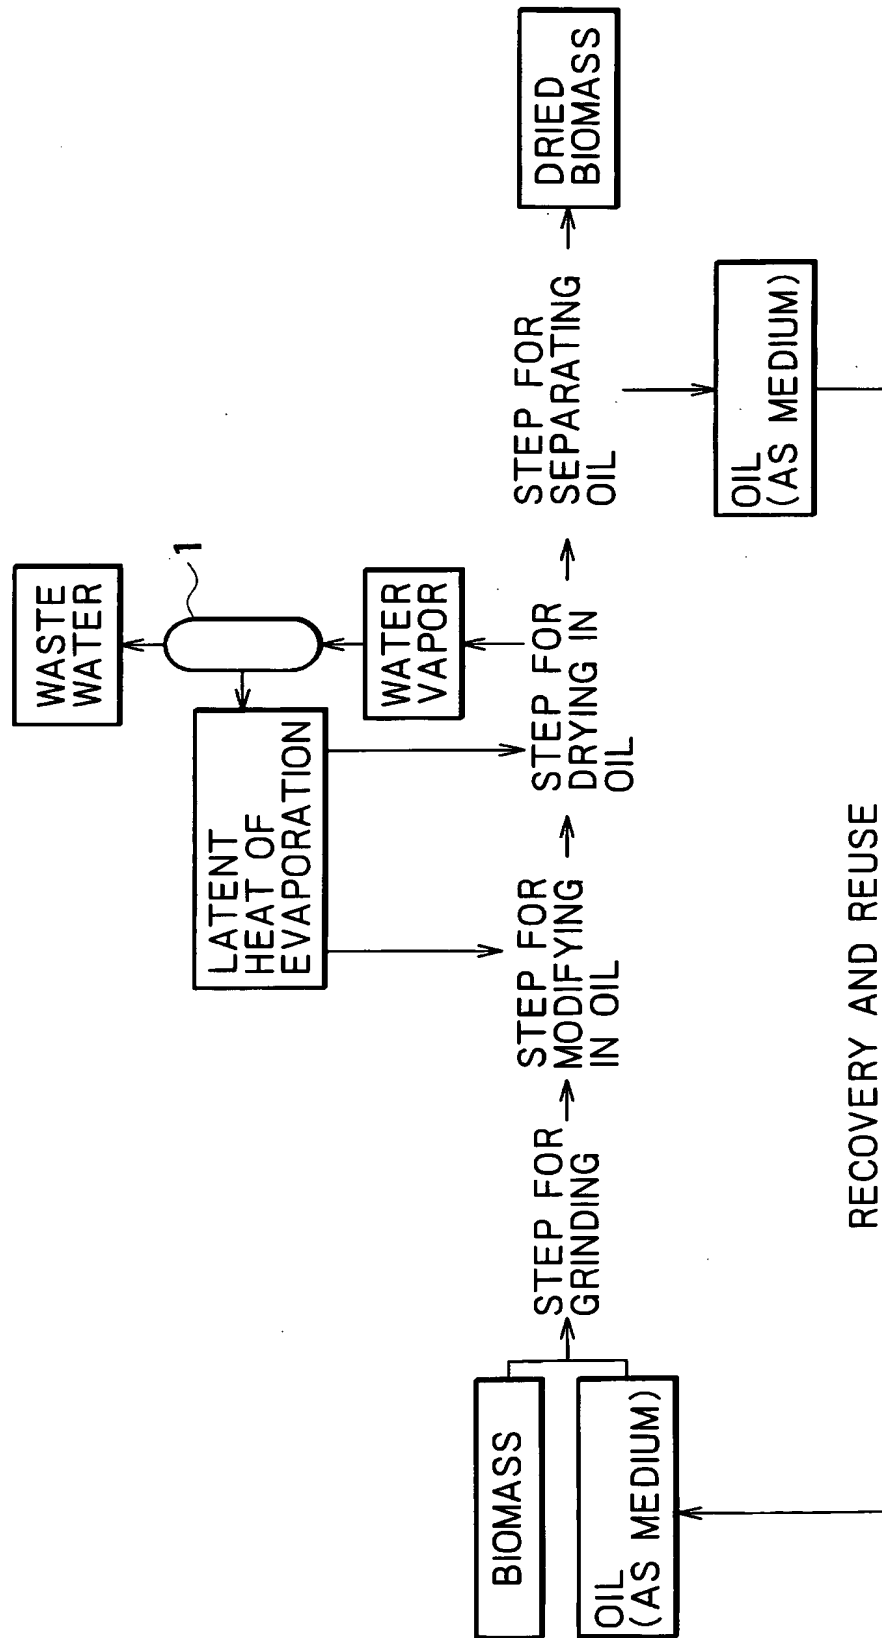 BIOMASS
OIL
(AS MEDIUM)
STEP FOR
GRINDING
STEP FOR
MODIFYING
IN OIL
LATENT
HEAT OF
EVAPORATION
STEP FOR
DRYING IN
OIL
WATER
VAPOR
1
WASTE
WATER
STEP FOR
SEPARATING
OIL
OIL
(AS MEDIUM)
DRIED
BIOMASS
RECOVERY AND REUSE